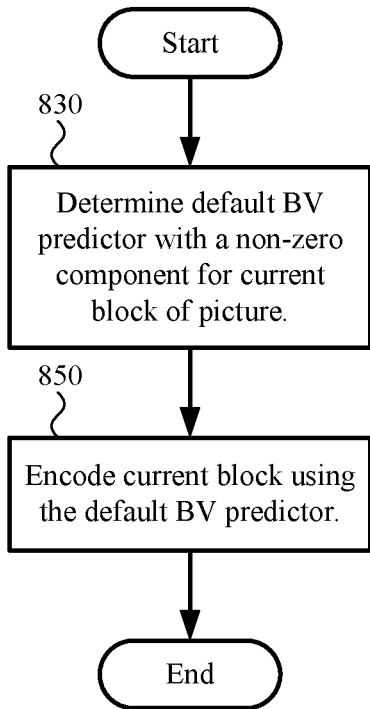 Start
830
Determine default BV
predictor with a non-zero
component for current
block of picture.
850
Encode current block using
the default BV predictor.
End